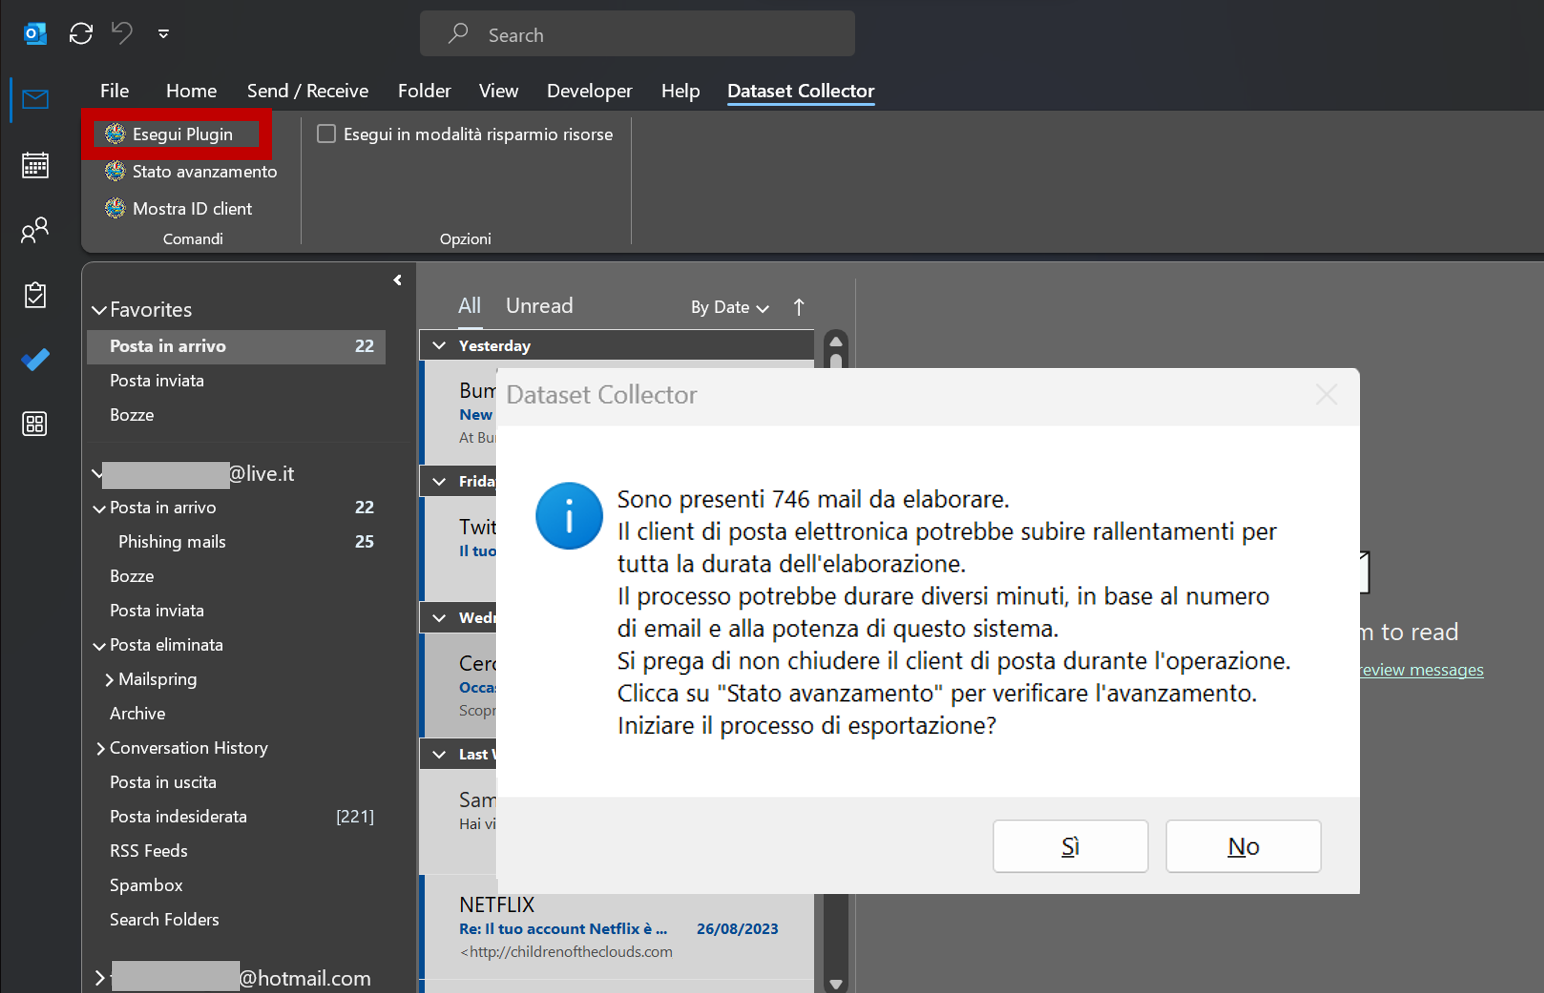 Search
File Home Send / Receive Folder View Developer Help Dataset Collector
Esegui Plugin
Stato avanzamento
Mostra ID client
Comandi
Esegui in modalità risparmio risorse
Opzioni
Favorites
Posta in arrivo 22
Posta inviata
Bozze
@live.it
Posta in arrivo 22
Phishing mails 25
Bozze
Posta inviata
Posta eliminata
Mailspring
Archive
Conversation History
Posta in uscita
Posta indesiderata [221]
RSS Feeds
Spambox
Search Folders
@hotmail.com
All Unread By Date
Yesterday
Bum
New
At Bu
Frida
Twit
Il tuo
Wedn
Cerc
Occas
Scopr
Last W
Sam
Hai vi
NETFLIX
Re: Il tuo account Netflix è ... 26/08/2023
<http://childrenoftheclouds.com
Dataset Collector
Sono presenti 746 mail da elaborare.
Il client di posta elettronica potrebbe subire rallentamenti per
tutta la durata dell'elaborazione.
Il processo potrebbe durare diversi minuti, in base al numero
di email e alla potenza di questo sistema.
Si prega di non chiudere il client di posta durante l'operazione.
Clicca su "Stato avanzamento" per verificare l'avanzamento.
Iniziare il processo di esportazione?
Sì No
m to read
review messages